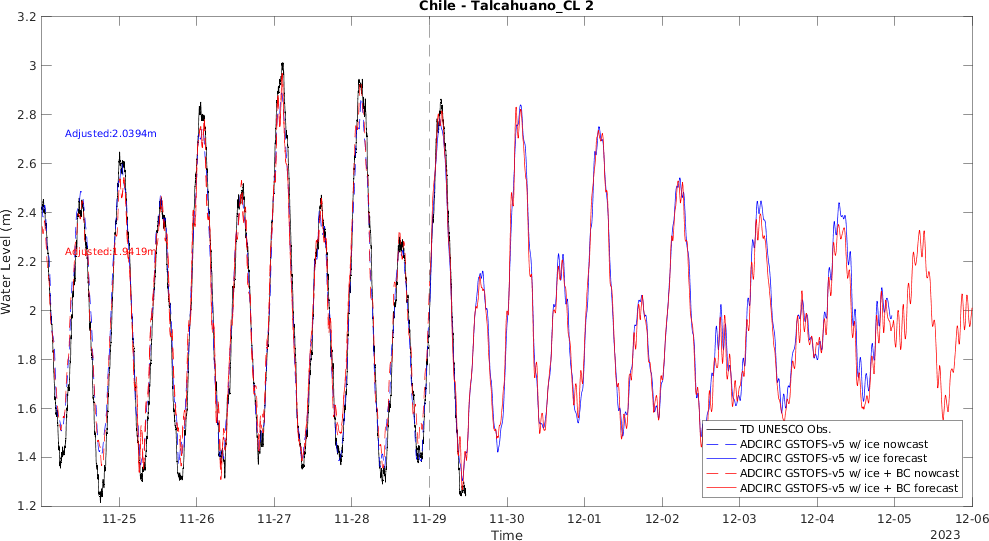 Chile - Talcahuano_CL 2
3.2
3
2.8
2.6
2.4
2.2
2
1.8
1.6
1.4
1.2
Water Level (m)
Adjusted:2.0394m
Adjusted:1.9419m
TD UNESCO Obs.
ADCIRC GSTOFS-v5 w/ ice nowcast
ADCIRC GSTOFS-v5 w/ ice forecast
ADCIRC GSTOFS-v5 w/ ice + BC nowcast
ADCIRC GSTOFS-v5 w/ ice + BC forecast
11-25 11-26 11-27 11-28 11-29 11-30 12-01 12-02 12-03 12-04 12-05 12-06
Time
2023